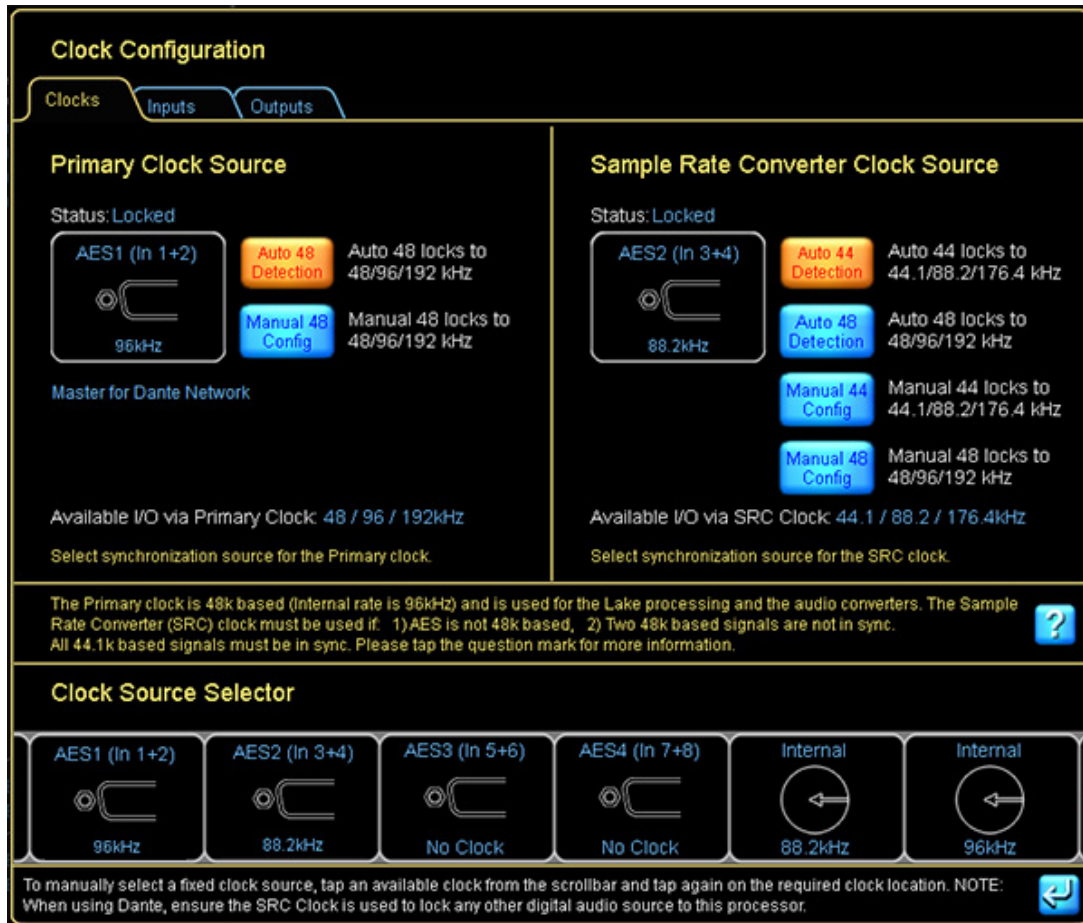 Clock Configuration
Clocks
Inputs
Outputs
Primary Clock Source
Status: Locked
AES1 (In 1+2)
96kHz
Auto 48
Detection
Auto 48 locks to
48/96/192 kHz
Manual 48
Config
Manual 48 locks to
48/96/192 kHz
Master for Dante Network
Available I/O via Primary Clock: 48 / 96 / 192kHz
Select synchronization source for the Primary clock.
Sample Rate Converter Clock Source
Status: Locked
AES2 (In 3+4)
88.2kHz
Auto 44
Detection
Auto 44 locks to
44.1/88.2/176.4 kHz
Auto 48
Detection
Auto 48 locks to
48/96/192 kHz
Manual 44
Config
Manual 44 locks to
44.1/88.2/176.4 kHz
Manual 48
Config
Manual 48 locks to
48/96/192 kHz
Available I/O via SRC Clock: 44.1 / 88.2 / 176.4kHz
Select synchronization source for the SRC clock.
The Primary clock is 48k based (Internal rate is 96kHz) and is used for the Lake processing and the audio converters. The Sample
Rate Converter (SRC) clock must be used if: 1) AES is not 48k based, 2) Two 48k based signals are not in sync.
All 44.1k based signals must be in sync. Please tap the question mark for more information.
?
Clock Source Selector
AES1 (In 1+2)
96kHz
AES2 (In 3+4)
88.2kHz
AES3 (In 5+6)
No Clock
AES4 (In 7+8)
No Clock
Internal
88.2kHz
Internal
96kHz
To manually select a fixed clock source, tap an available clock from the scrollbar and tap again on the required clock location. NOTE:
When using Dante, ensure the SRC Clock is used to lock any other digital audio source to this processor.